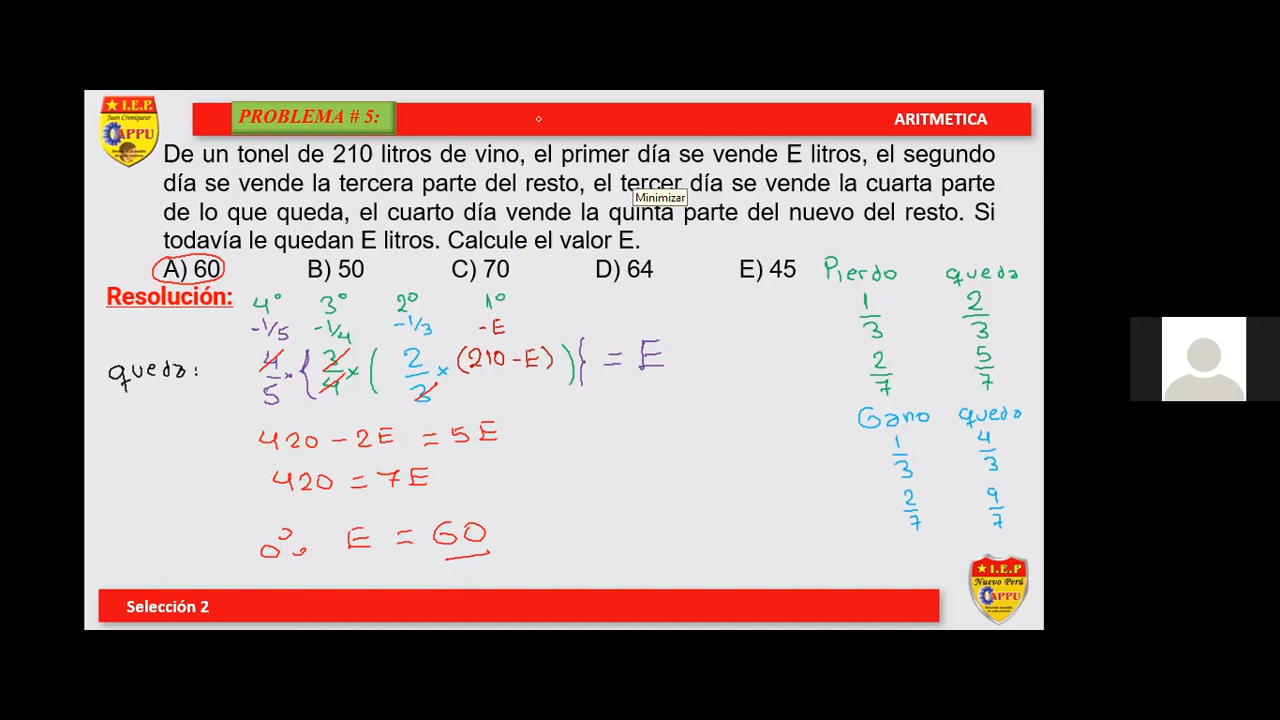 I.E.P.
Juan Croniqueur
APPU
PROBLEMA # 5:
ARITMETICA
De un tonel de 210 litros de vino, el primer día se vende E litros, el segundo
día se vende la tercera parte del resto, el tercer día se vende la cuarta parte
Minimizar
de lo que queda, el cuarto día vende la quinta parte del nuevo del resto. Si
todavía le quedan E litros. Calcule el valor E.
A) 60 B) 50 C) 70 D) 64 E) 45
Resolución:
4° 3° 2° 1°
-1/5 -1/4 -1/3 -E
queda: 4/5 × { 3/4 × ( 2/3 × (210 - E) ) } = E
420 - 2E = 5E
420 = 7E
∴ E = 60
Pierdo queda
1/3 2/3
2/7 5/7
Gano queda
1/3 4/3
2/7 9/7
I.E.P
Nuevo Perú
APPU
Selección 2